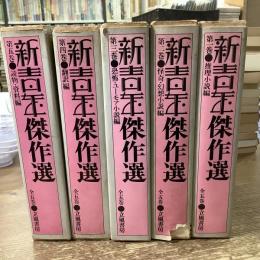 第五巻●読物・資料編
新青年傑作選
全五巻●立風書房
第四巻●翻訳編
新青年傑作選
全五巻●立風書房
第三巻●恐怖・ユーモア小説編
新青年傑作選
全五巻●立風書房
第二巻●怪奇・幻想小説編
新青年傑作選
全五巻●立風書房
第一巻●推理小説編
新青年傑作選
全五巻●立風書房